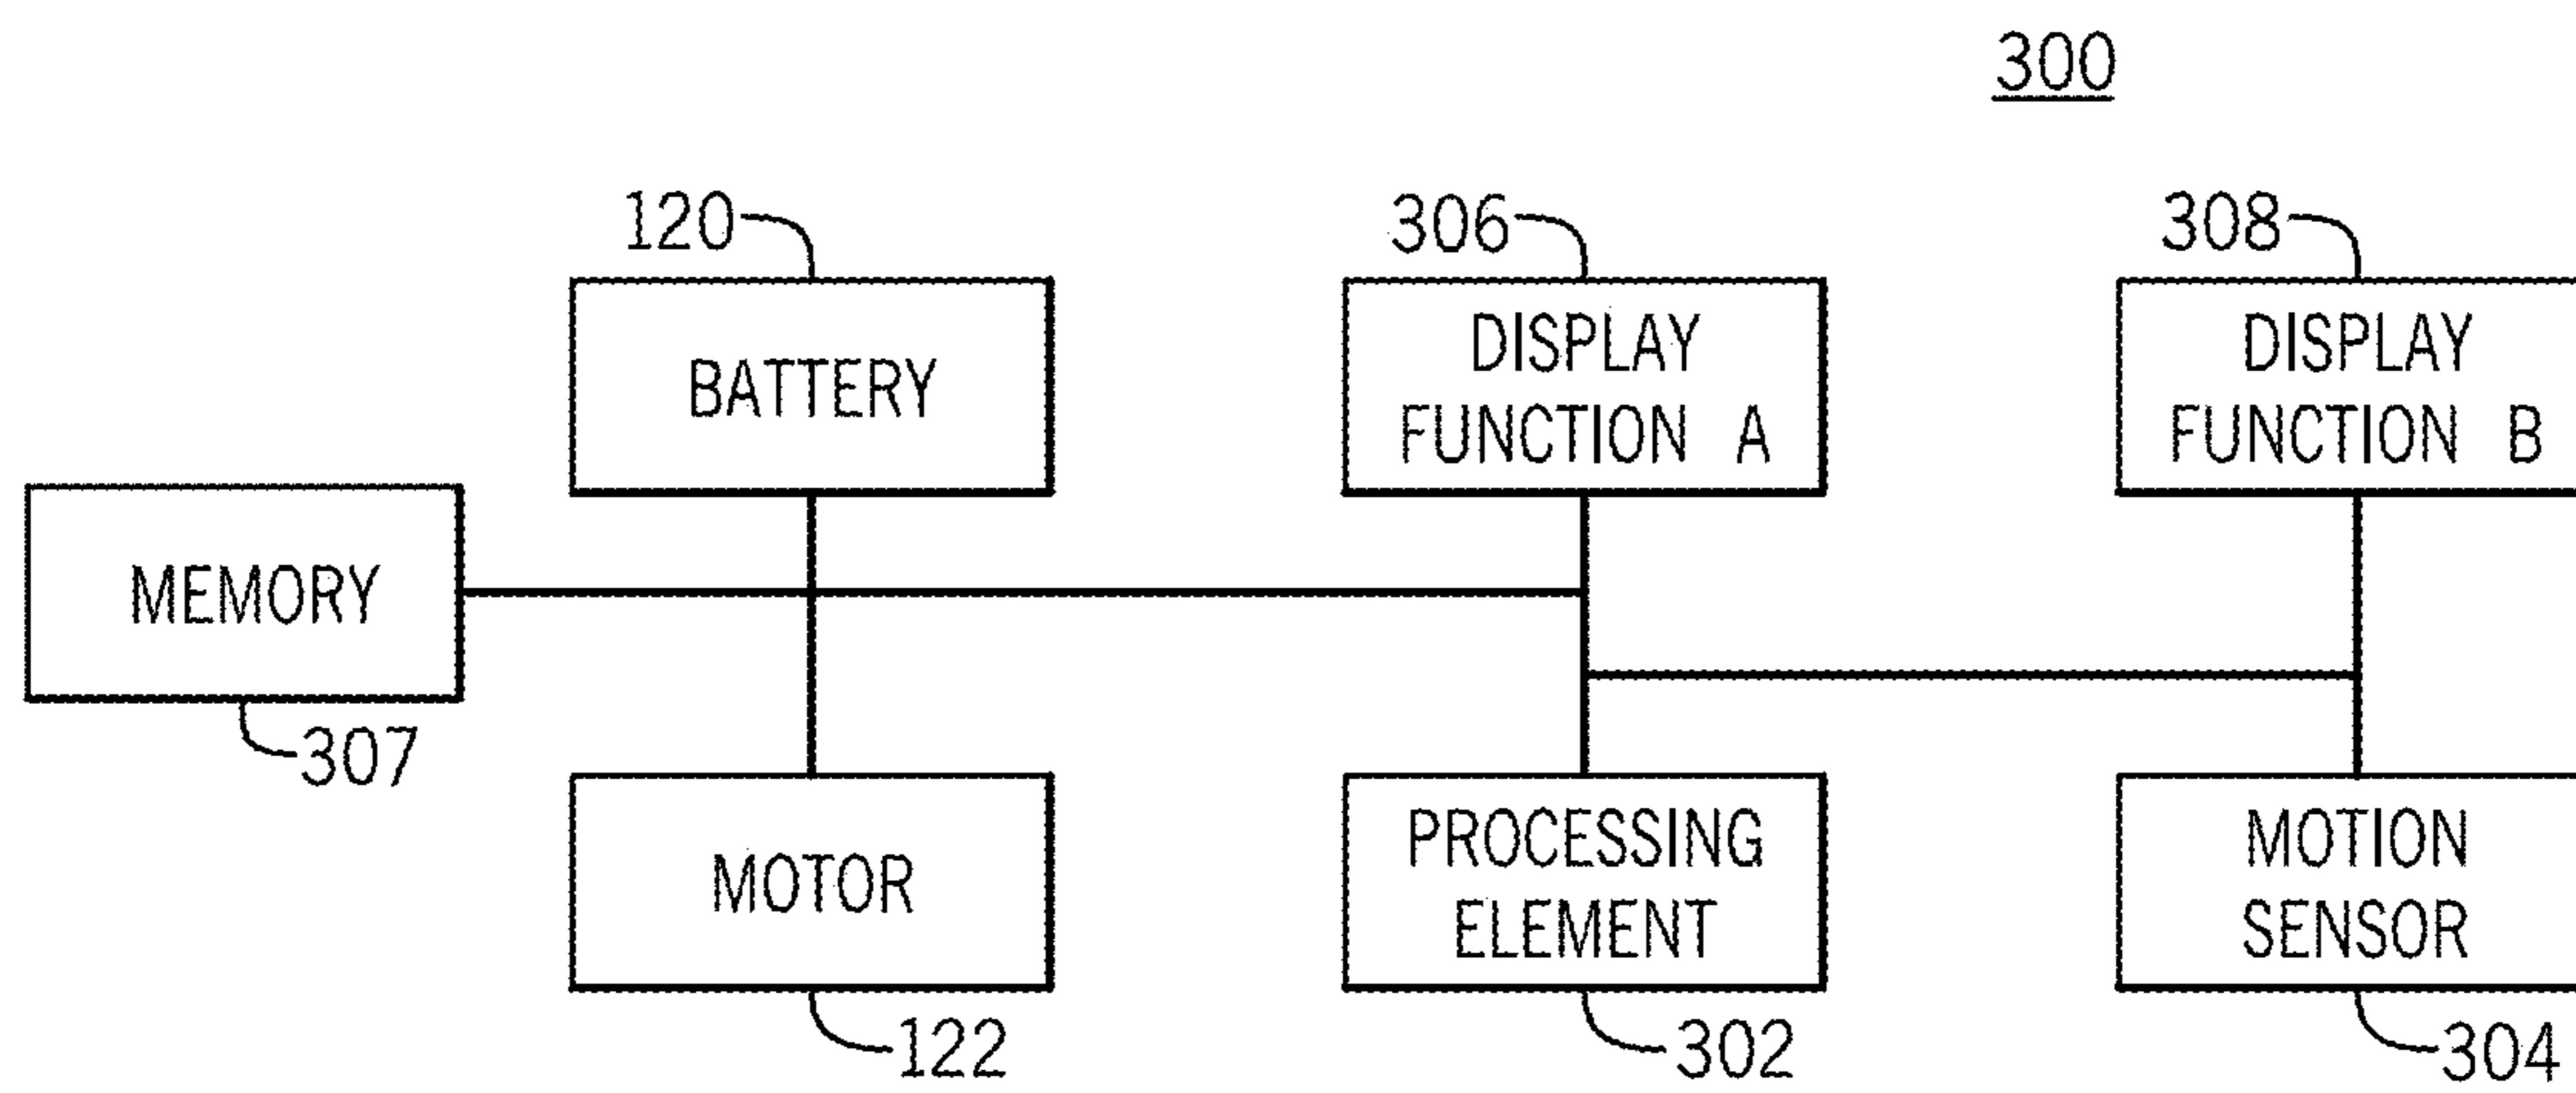 300
120
306
308
BATTERY
DISPLAY
FUNCTION A
DISPLAY
FUNCTION B
MEMORY
307
MOTOR
PROCESSING
ELEMENT
MOTION
SENSOR
122
302
304